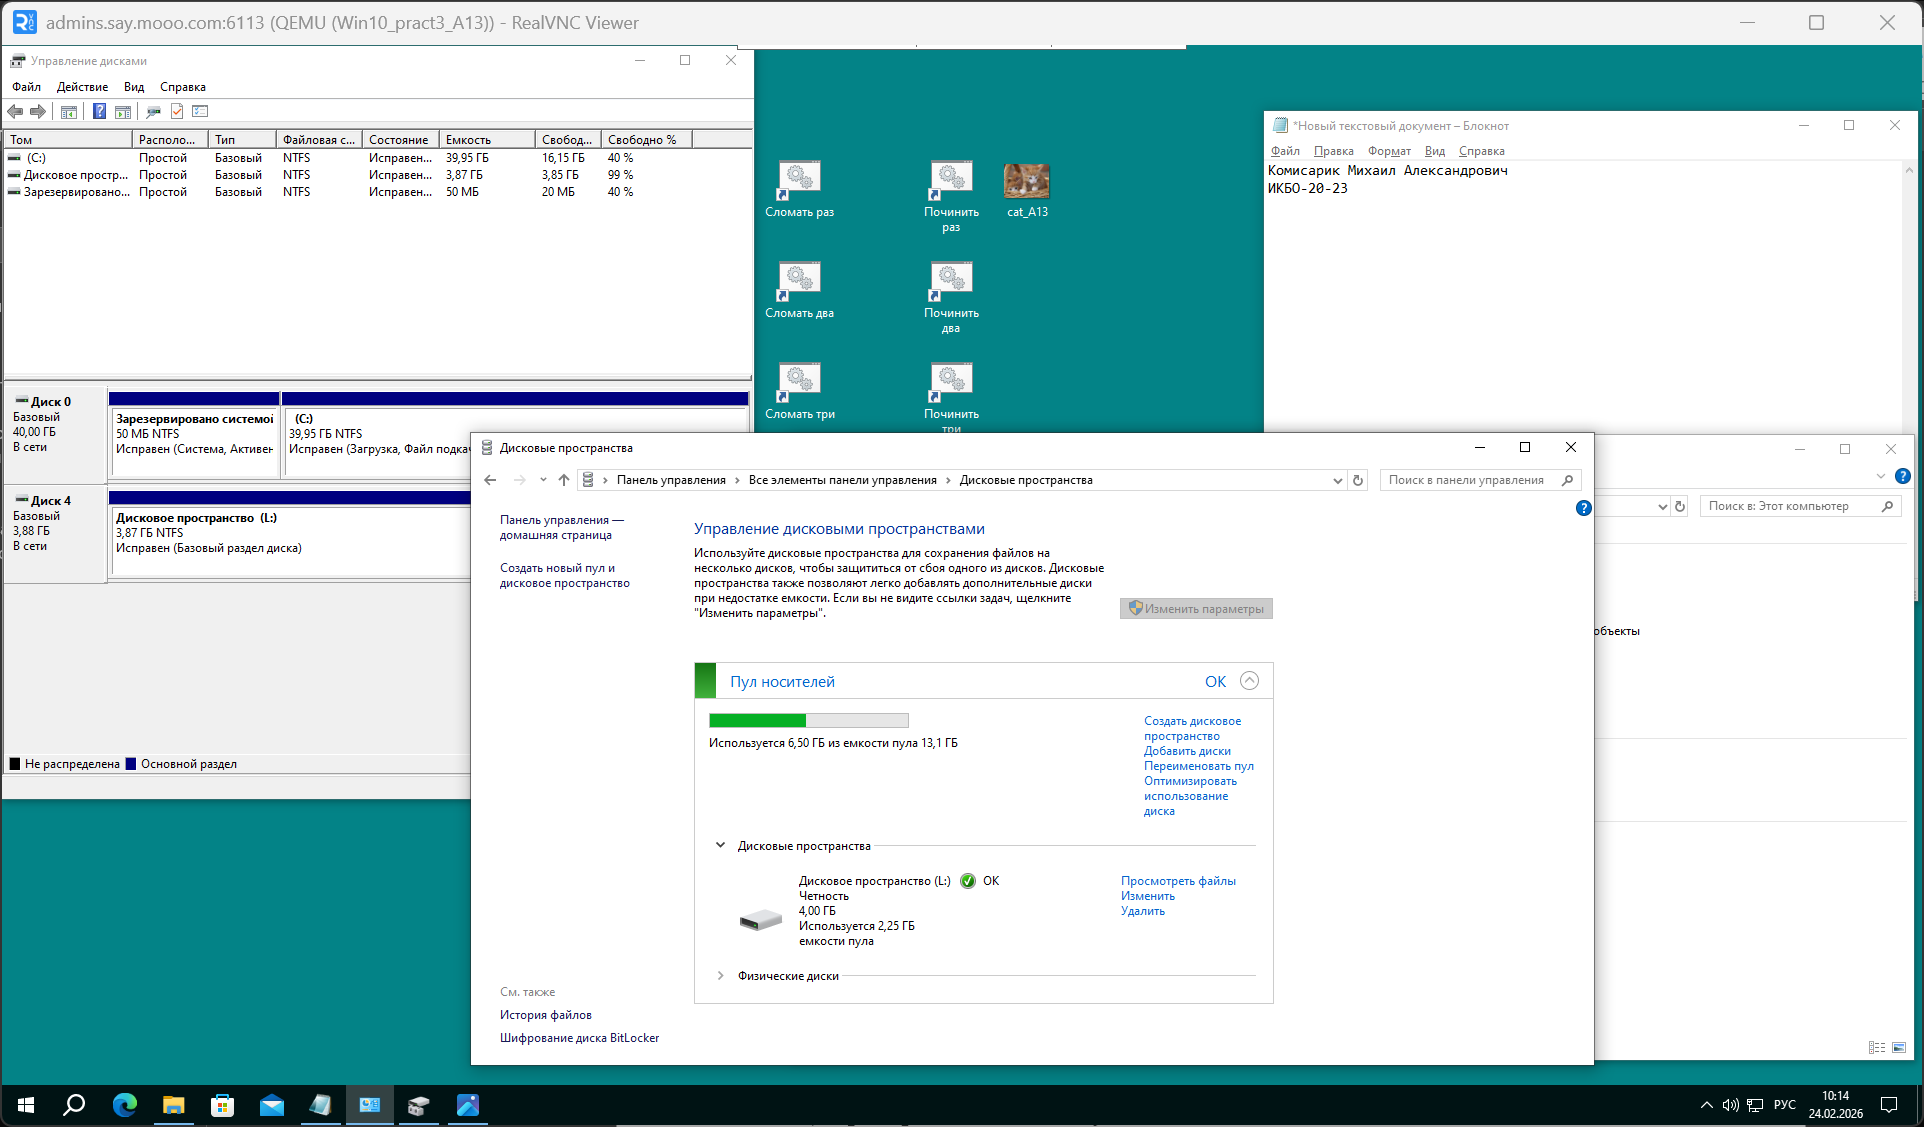 admins.say.mooo.com:6113 (QEMU (Win10_pract3_A13)) - RealVNC Viewer
Управление дисками
Файл Действие Вид Справка
Том Располо... Тип Файловая с... Состояние Емкость Свобод... Свободно %
(C:) Простой Базовый NTFS Исправен... 39,95 ГБ 16,15 ГБ 40 %
Дисковое простр... Простой Базовый NTFS Исправен... 3,87 ГБ 3,85 ГБ 99 %
Зарезервировано... Простой Базовый NTFS Исправен... 50 МБ 20 МБ 40 %
Диск 0
Базовый
40,00 ГБ
В сети
Зарезервировано системой
50 МБ NTFS
Исправен (Система, Активен
(C:)
39,95 ГБ NTFS
Исправен (Загрузка, Файл подкач
Диск 4
Базовый
3,88 ГБ
В сети
Дисковое пространство (L:)
3,87 ГБ NTFS
Исправен (Базовый раздел диска)
Не распределена Основной раздел
Сломать раз
Починить
раз
cat_A13
Сломать два
Починить
два
Сломать три
Починить
три
*Новый текстовый документ – Блокнот
Файл Правка Формат Вид Справка
Комисарик Михаил Александрович
ИКБО-20-23
Поиск в: Этот компьютер
объекты
Дисковые пространства
Панель управления Все элементы панели управления Дисковые пространства
Поиск в панели управления
Панель управления —
домашняя страница
Создать новый пул и
дисковое пространство
Управление дисковыми пространствами
Используйте дисковые пространства для сохранения файлов на
несколько дисков, чтобы защититься от сбоя одного из дисков. Дисковые
пространства также позволяют легко добавлять дополнительные диски
при недостатке емкости. Если вы не видите ссылки задач, щелкните
"Изменить параметры".
Изменить параметры
Пул носителей
ОК
Используется 6,50 ГБ из емкости пула 13,1 ГБ
Создать дисковое
пространство
Добавить диски
Переименовать пул
Оптимизировать
использование
диска
Дисковые пространства
Дисковое пространство (L:) ОК
Четность
4,00 ГБ
Используется 2,25 ГБ
емкости пула
Просмотреть файлы
Изменить
Удалить
Физические диски
См. также
История файлов
Шифрование диска BitLocker
РУС
10:14
24.02.2026